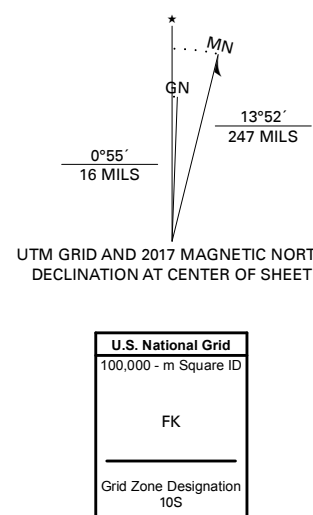 ★
MN
GN
13°52´
247 MILS
0°55´
16 MILS
UTM GRID AND 2017 MAGNETIC NORT
DECLINATION AT CENTER OF SHEET
U.S. National Grid
100,000 - m Square ID
FK
Grid Zone Designation
10S